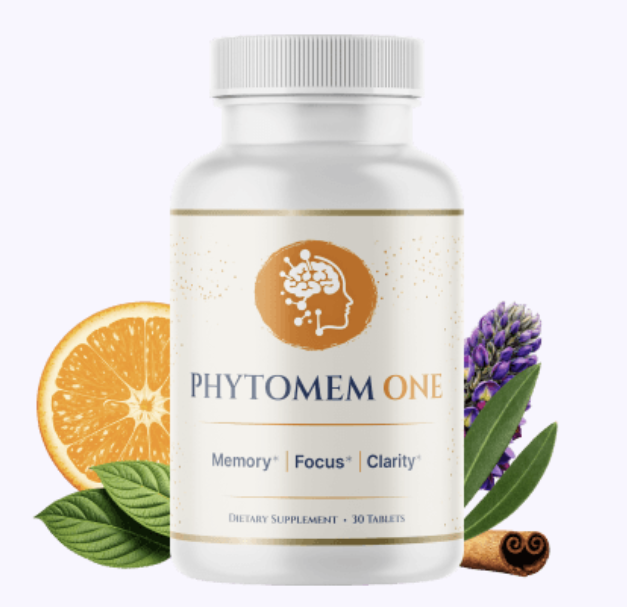 PHYTOMEM ONE
Memory* | Focus* | Clarity*
DIETARY SUPPLEMENT • 30 TABLETS